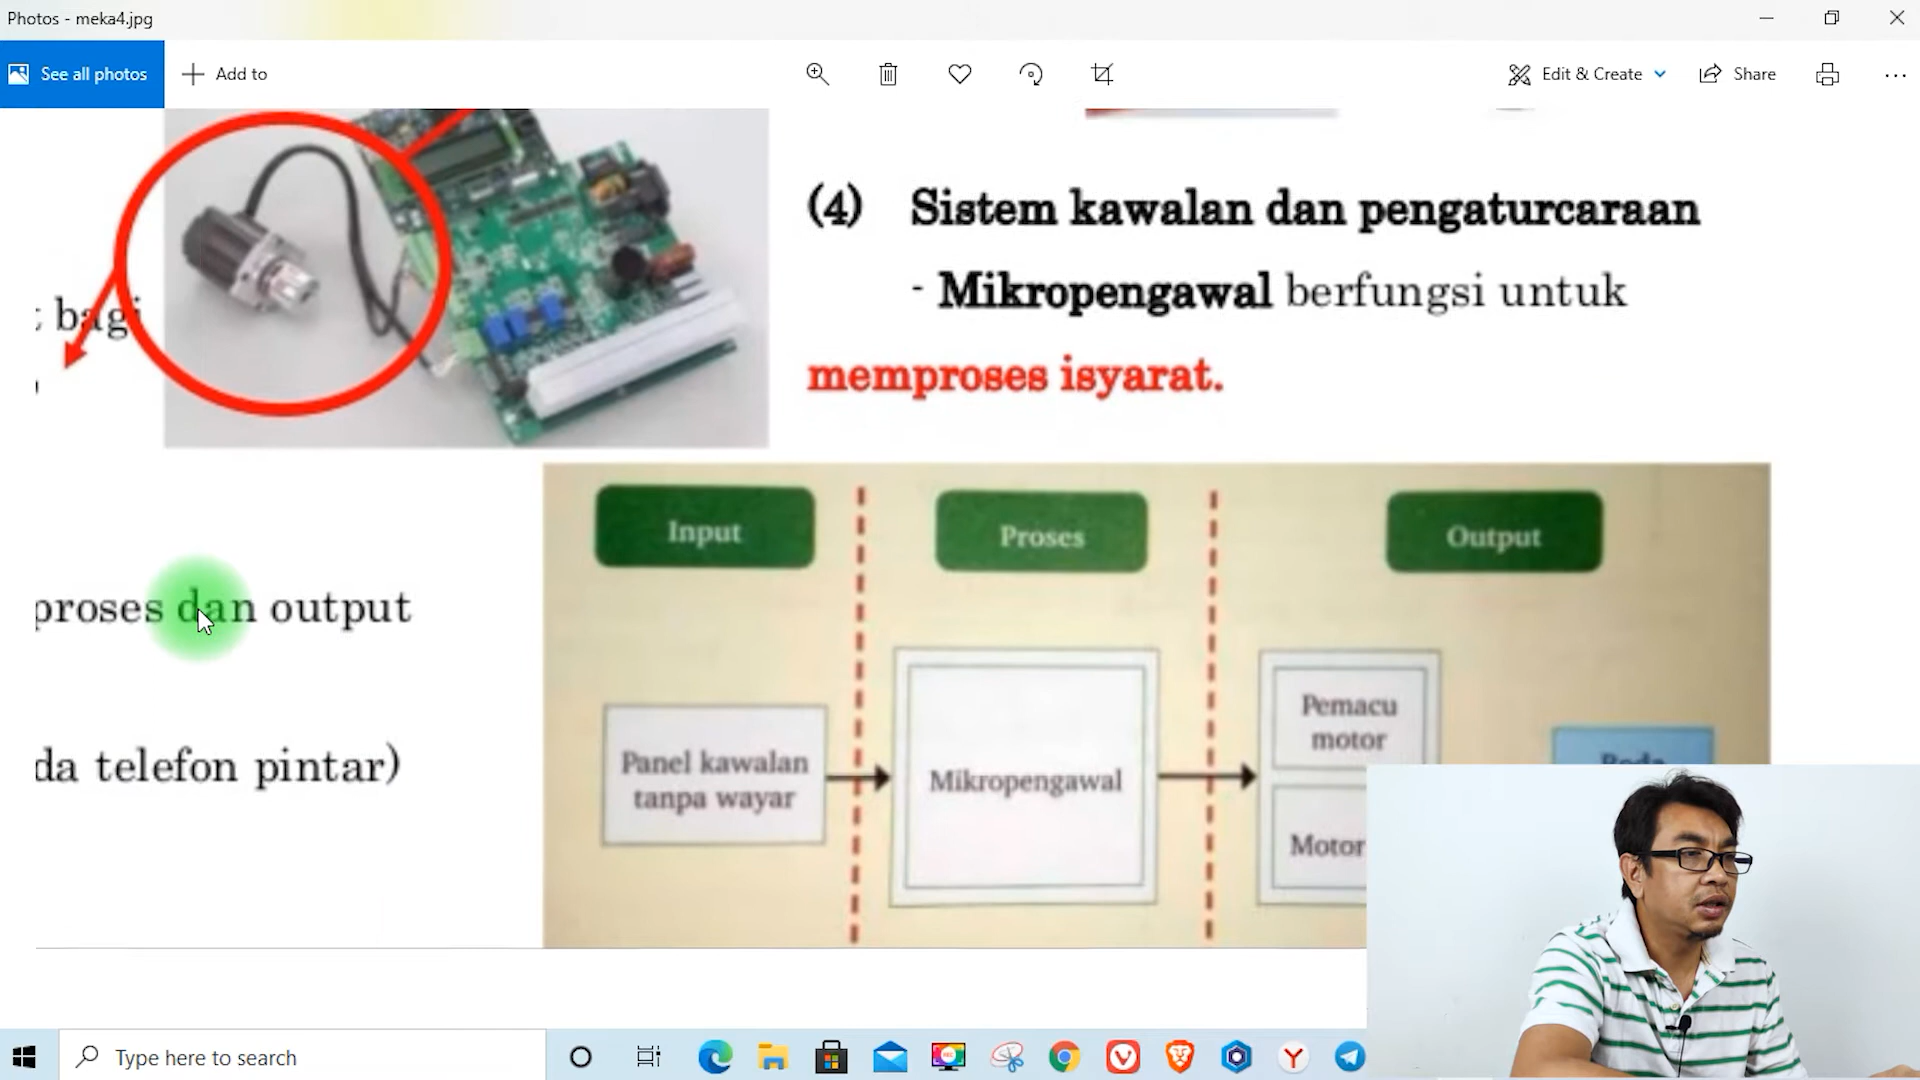 Photos - meka4.jpg
See all photos
Add to
Edit & Create
Share
(4) Sistem kawalan dan pengaturcaraan
- Mikropengawal berfungsi untuk
memproses isyarat.
bagi
proses dan output
da telefon pintar)
Input
Proses
Output
Panel kawalan
tanpa wayar
Mikropengawal
Pemacu
motor
Motor
Type here to search